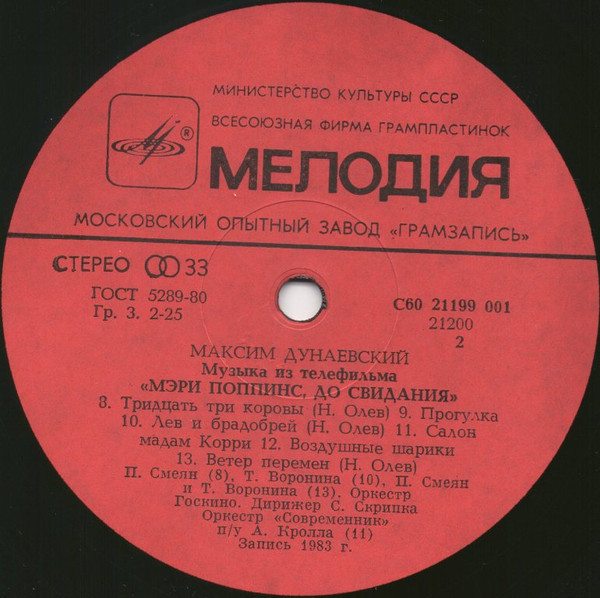 МИНИСТЕРСТВО КУЛЬТУРЫ СССР
ВСЕСОЮЗНАЯ ФИРМА ГРАМПЛАСТИНОК
®
МЕЛОДИЯ
МОСКОВСКИЙ ОПЫТНЫЙ ЗАВОД «ГРАМЗАПИСЬ»
СТЕРЕО 33
ГОСТ 5289-80
Гр. 3. 2-25
С60 21199 001
21200
2
МАКСИМ ДУНАЕВСКИЙ
Музыка из телефильма
«МЭРИ ПОППИНС, ДО СВИДАНИЯ»
8. Тридцать три коровы (Н. Олев) 9. Прогулка
10. Лев и брадобрей (Н. Олев) 11. Салон
мадам Корри 12. Воздушные шарики
13. Ветер перемен (Н. Олев)
П. Смеян (8), Т. Воронина (10), П. Смеян
и Т. Воронина (13). Оркестр
Госкино. Дирижер С. Скрипка
Оркестр «Современник»
п/у А. Кролла (11)
Запись 1983 г.